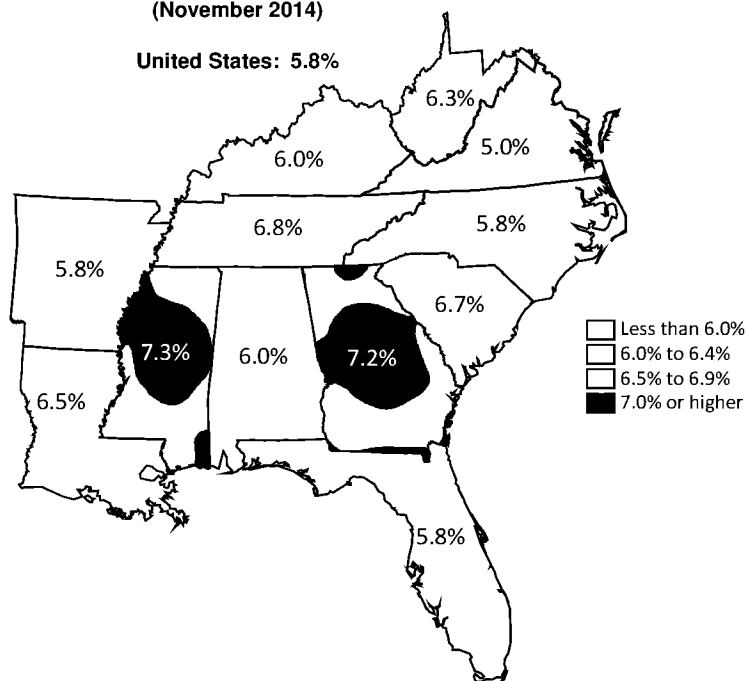 (November 2014)
United States: 5.8%
6.3%
5.0%
6.0%
6.8%
5.8%
5.8%
6.7%
7.3%
6.0%
7.2%
6.5%
5.8%
Less than 6.0%
6.0% to 6.4%
6.5% to 6.9%
7.0% or higher